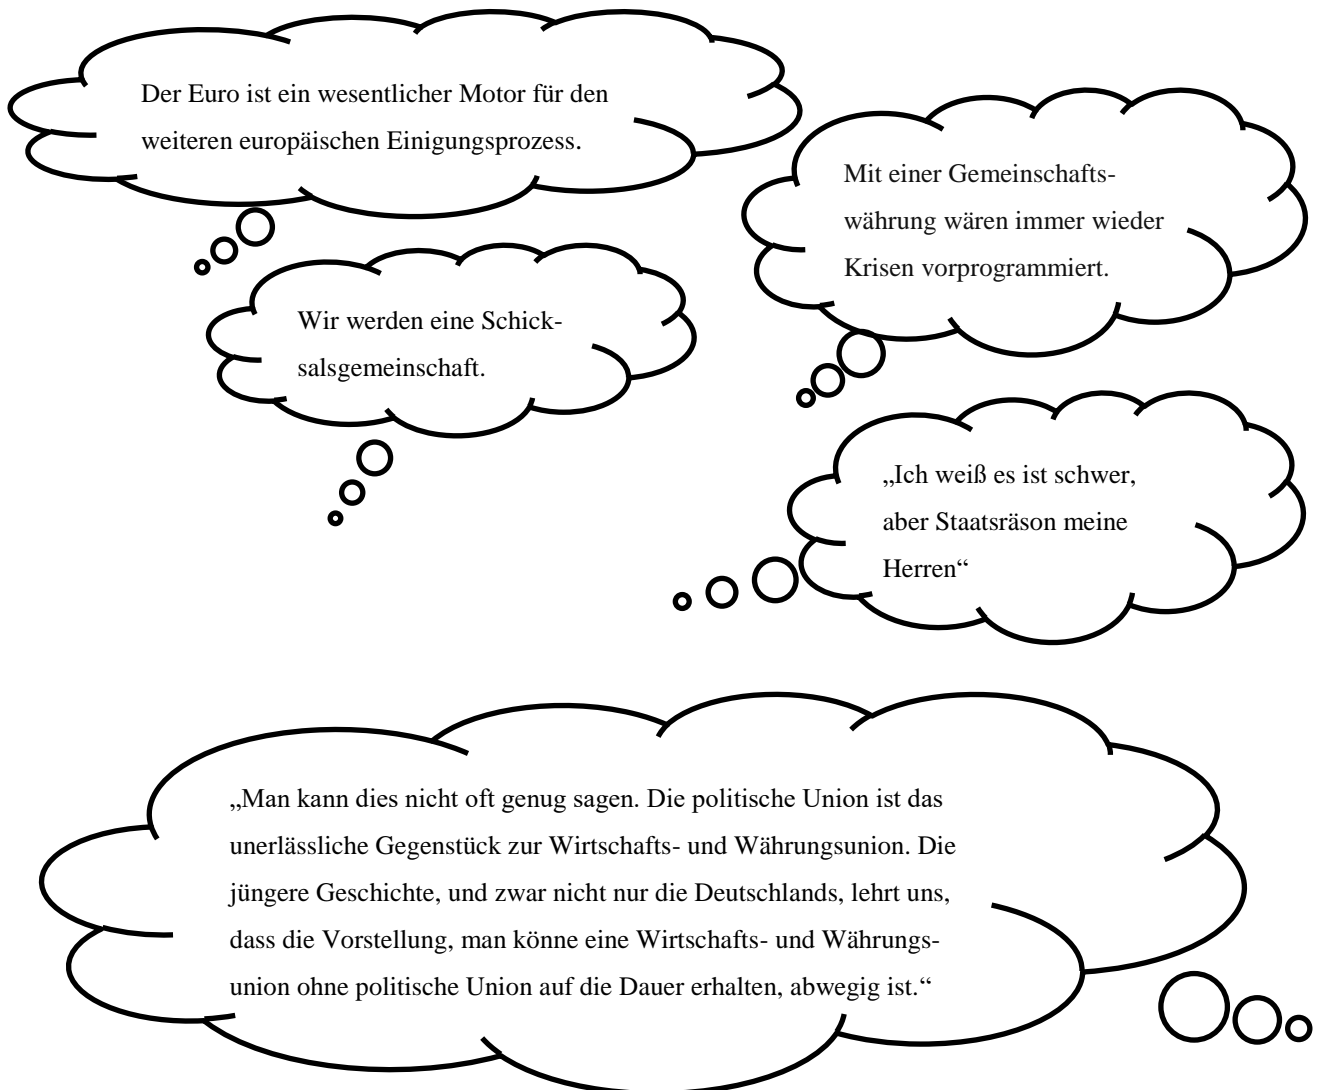 Der Euro ist ein wesentlicher Motor für den
weiteren europäischen Einigungsprozess.
Mit einer Gemeinschafts-
währung wären immer wieder
Krisen vorprogrammiert.
Wir werden eine Schick-
salsgemeinschaft.
„Ich weiß es ist schwer,
aber Staatsräson meine
Herren“
„Man kann dies nicht oft genug sagen. Die politische Union ist das
unerlässliche Gegenstück zur Wirtschafts- und Währungsunion. Die
jüngere Geschichte, und zwar nicht nur die Deutschlands, lehrt uns,
dass die Vorstellung, man könne eine Wirtschafts- und Währungs-
union ohne politische Union auf die Dauer erhalten, abwegig ist.“